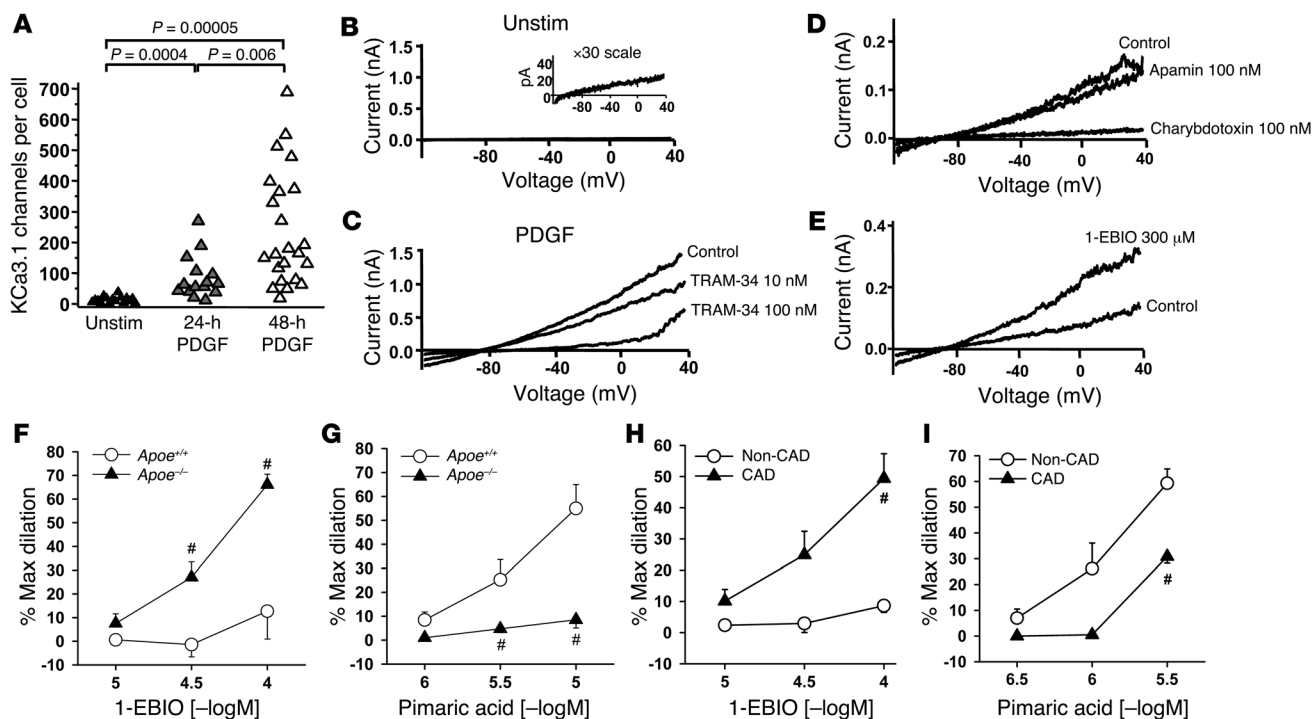 A
P = 0.00005
P = 0.0004
P = 0.006
KCa3.1 channels per cell
700
600
500
400
300
200
100
0
Unstim
24-h
PDGF
48-h
PDGF
B
Unstim
Current (nA)
1.5
1.0
0.5
0.0
×30 scale
pA
40
20
0
-80 -40 0 40
-80 -40 0 40
Voltage (mV)
C
PDGF
Current (nA)
1.5
1.0
0.5
0.0
Control
TRAM-34 10 nM
TRAM-34 100 nM
-80 -40 0 40
Voltage (mV)
D
Current (nA)
0.2
0.1
0.0
Control
Apamin 100 nM
Charybdotoxin 100 nM
-80 -40 0 40
Voltage (mV)
E
Current (nA)
0.4
0.2
0.0
1-EBIO 300 μM
Control
-80 -40 0 40
Voltage (mV)
F
% Max dilation
80
70
60
50
40
30
20
10
0
-10
Apoe+/+
Apoe–/–
#
#
5 4.5 4
1-EBIO [–logM]
G
% Max dilation
80
70
60
50
40
30
20
10
0
-10
Apoe+/+
Apoe–/–
#
#
6 5.5 5
Pimaric acid [–logM]
H
% Max dilation
60
50
40
30
20
10
0
-10
Non-CAD
CAD
#
5 4.5 4
1-EBIO [–logM]
I
% Max dilation
70
60
50
40
30
20
10
0
-10
Non-CAD
CAD
#
6.5 6 5.5
Pimaric acid [–logM]